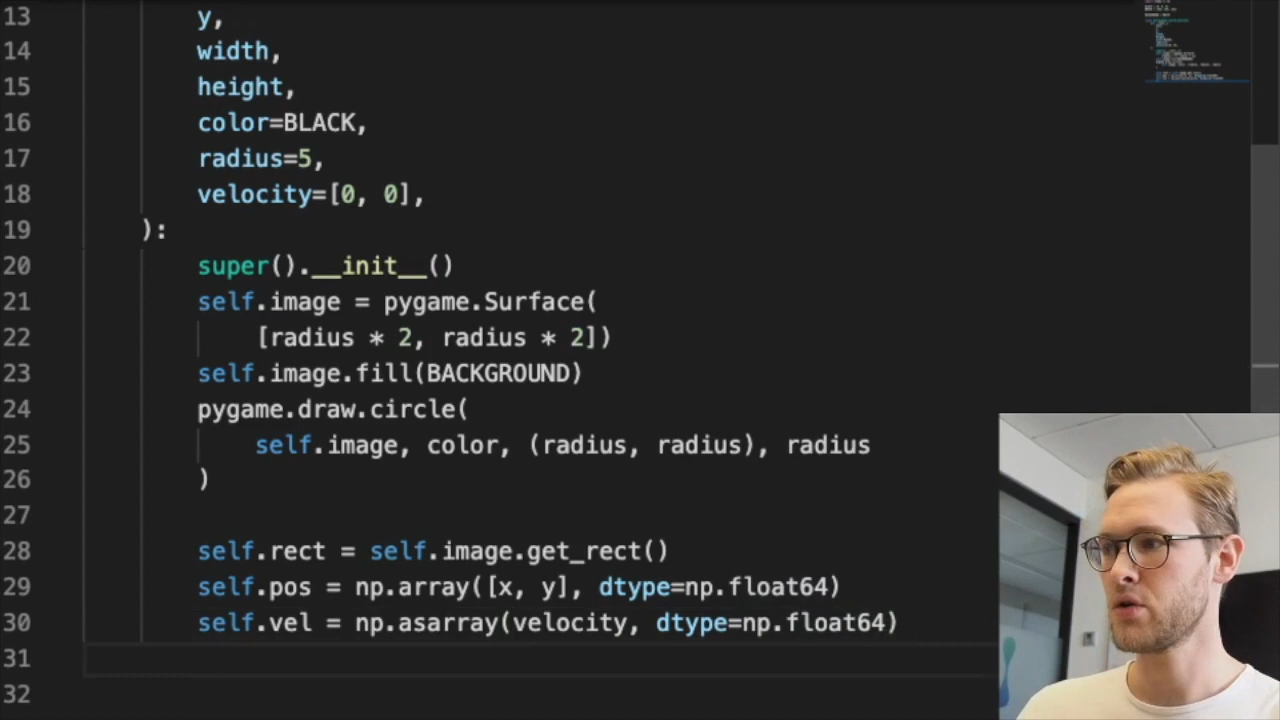 13 y,
14 width,
15 height,
16 color=BLACK,
17 radius=5,
18 velocity=[0, 0],
19 ):
20 super().__init__()
21 self.image = pygame.Surface(
22 [radius * 2, radius * 2])
23 self.image.fill(BACKGROUND)
24 pygame.draw.circle(
25 self.image, color, (radius, radius), radius
26 )
27
28 self.rect = self.image.get_rect()
29 self.pos = np.array([x, y], dtype=np.float64)
30 self.vel = np.asarray(velocity, dtype=np.float64)
31
32